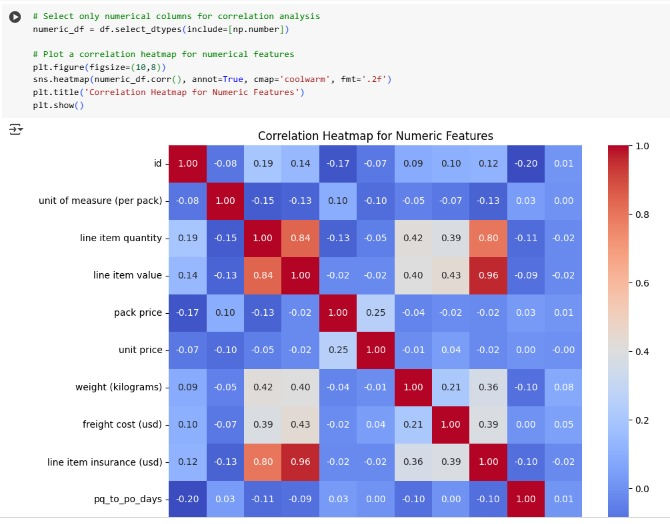 # Select only numerical columns for correlation analysis
numeric_df = df.select_dtypes(include=[np.number])
# Plot a correlation heatmap for numerical features
plt.figure(figsize=(10,8))
sns.heatmap(numeric_df.corr(), annot=True, cmap='coolwarm', fmt='.2f')
plt.title('Correlation Heatmap for Numeric Features')
plt.show()
Correlation Heatmap for Numeric Features
id 1.00 -0.08 0.19 0.14 -0.17 -0.07 0.09 0.10 0.12 -0.20 0.01
unit of measure (per pack) -0.08 1.00 -0.15 -0.13 0.10 -0.10 -0.05 -0.07 -0.13 0.03 0.00
line item quantity 0.19 -0.15 1.00 0.84 -0.13 -0.05 0.42 0.39 0.80 -0.11 -0.02
line item value 0.14 -0.13 0.84 1.00 -0.02 -0.02 0.40 0.43 0.96 -0.09 -0.02
pack price -0.17 0.10 -0.13 -0.02 1.00 0.25 -0.04 -0.02 -0.02 0.03 0.01
unit price -0.07 -0.10 -0.05 -0.02 0.25 1.00 -0.01 0.04 -0.02 0.00 -0.00
weight (kilograms) 0.09 -0.05 0.42 0.40 -0.04 -0.01 1.00 0.21 0.36 -0.10 0.08
freight cost (usd) 0.10 -0.07 0.39 0.43 -0.02 0.04 0.21 1.00 0.39 0.00 0.05
line item insurance (usd) 0.12 -0.13 0.80 0.96 -0.02 -0.02 0.36 0.39 1.00 -0.10 -0.02
pq_to_po_days -0.20 0.03 -0.11 -0.09 0.03 0.00 -0.10 0.00 -0.10 1.00 0.01
1.0
0.8
0.6
0.4
0.2
0.0